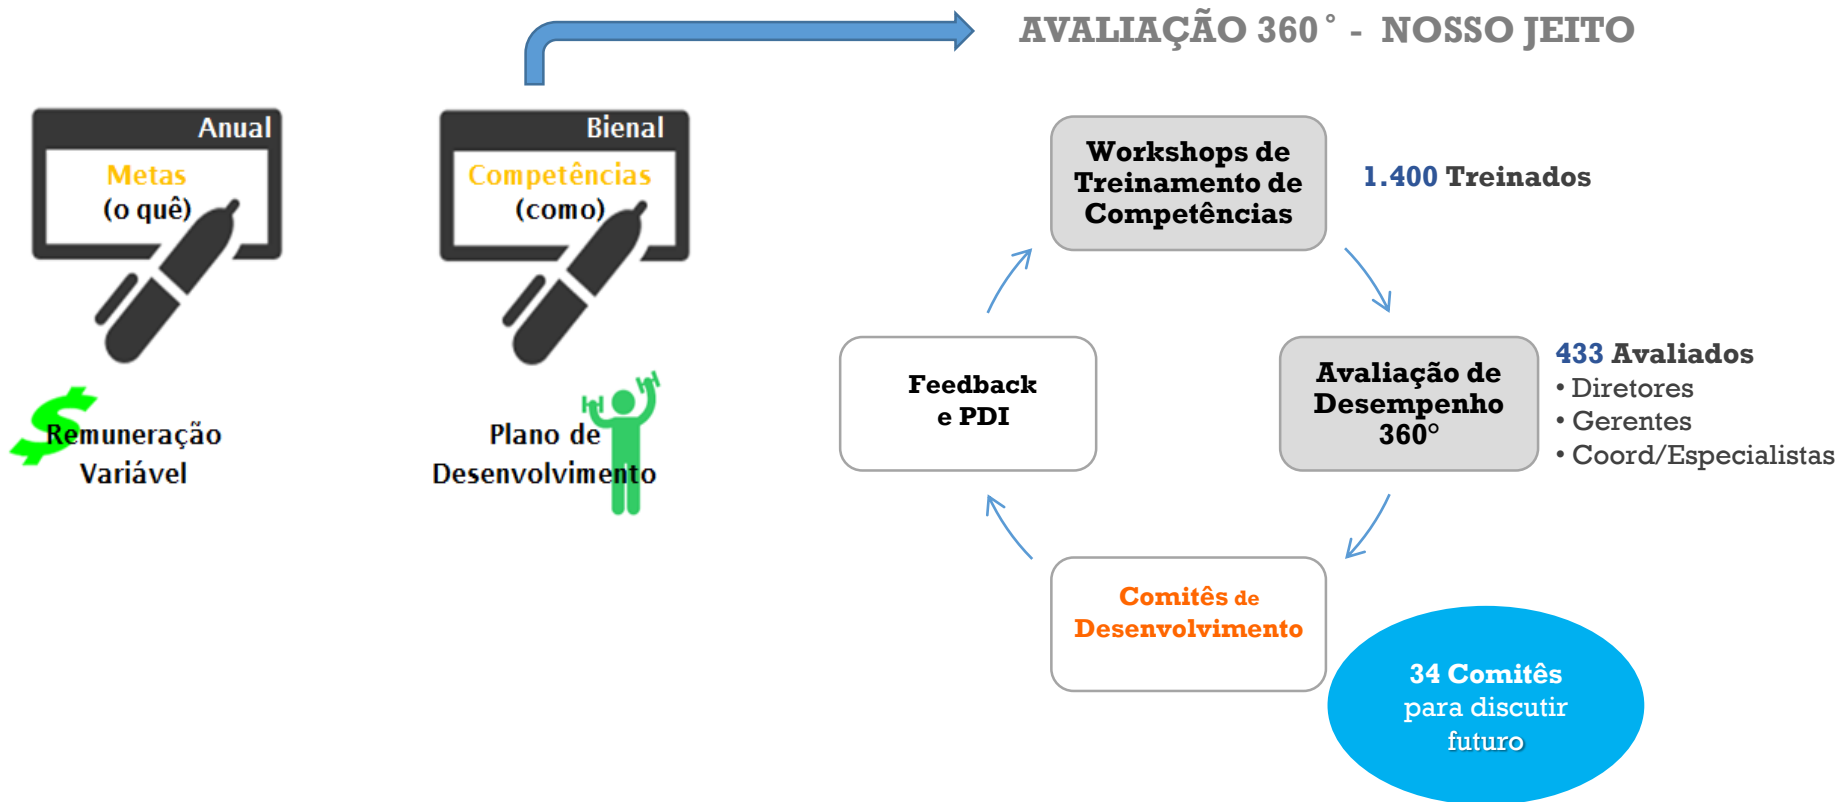 AVALIAÇÃO 360° - NOSSO JEITO
Anual
Metas
(o quê)
Remuneração
Variável
Bienal
Competências
(como)
Plano de
Desenvolvimento
Workshops de
Treinamento de
Competências
1.400 Treinados
Avaliação de
Desempenho
360°
433 Avaliados
• Diretores
• Gerentes
• Coord/Especialistas
Comitês de
Desenvolvimento
34 Comitês
para discutir
futuro
Feedback
e PDI